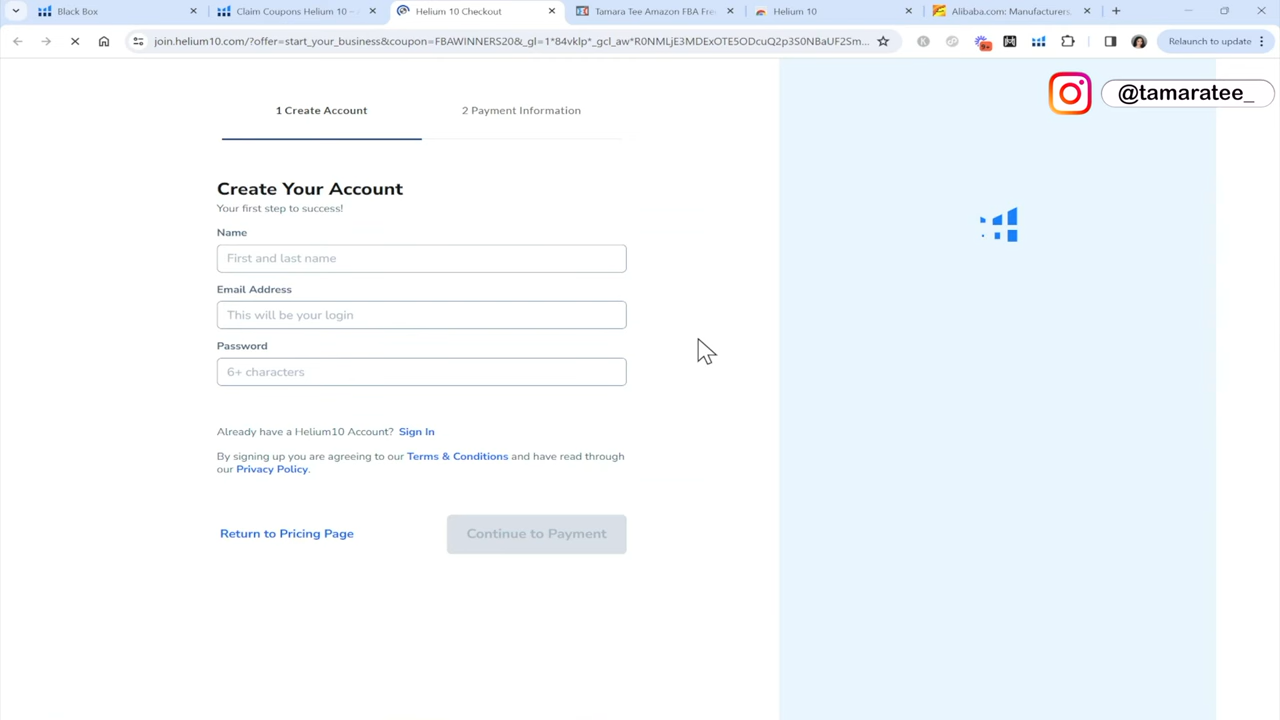 Black Box
Claim Coupons Helium 10 –
Helium 10 Checkout
Tamara Tee Amazon FBA Fre
Helium 10
Alibaba.com: Manufacturers,
join.helium10.com/?offer=start_your_business&coupon=FBAWINNERS20&_gl=1*84vklp*_gcl_aw*R0NMLjE3MDExOTE5ODcuQ2p3S0NBaUF2Sm...
9+
Relaunch to update
@tamaratee_
1 Create Account
2 Payment Information
Create Your Account
Your first step to success!
Name
First and last name
Email Address
This will be your login
Password
6+ characters
Already have a Helium10 Account? Sign In
By signing up you are agreeing to our Terms & Conditions and have read through
our Privacy Policy.
Return to Pricing Page
Continue to Payment